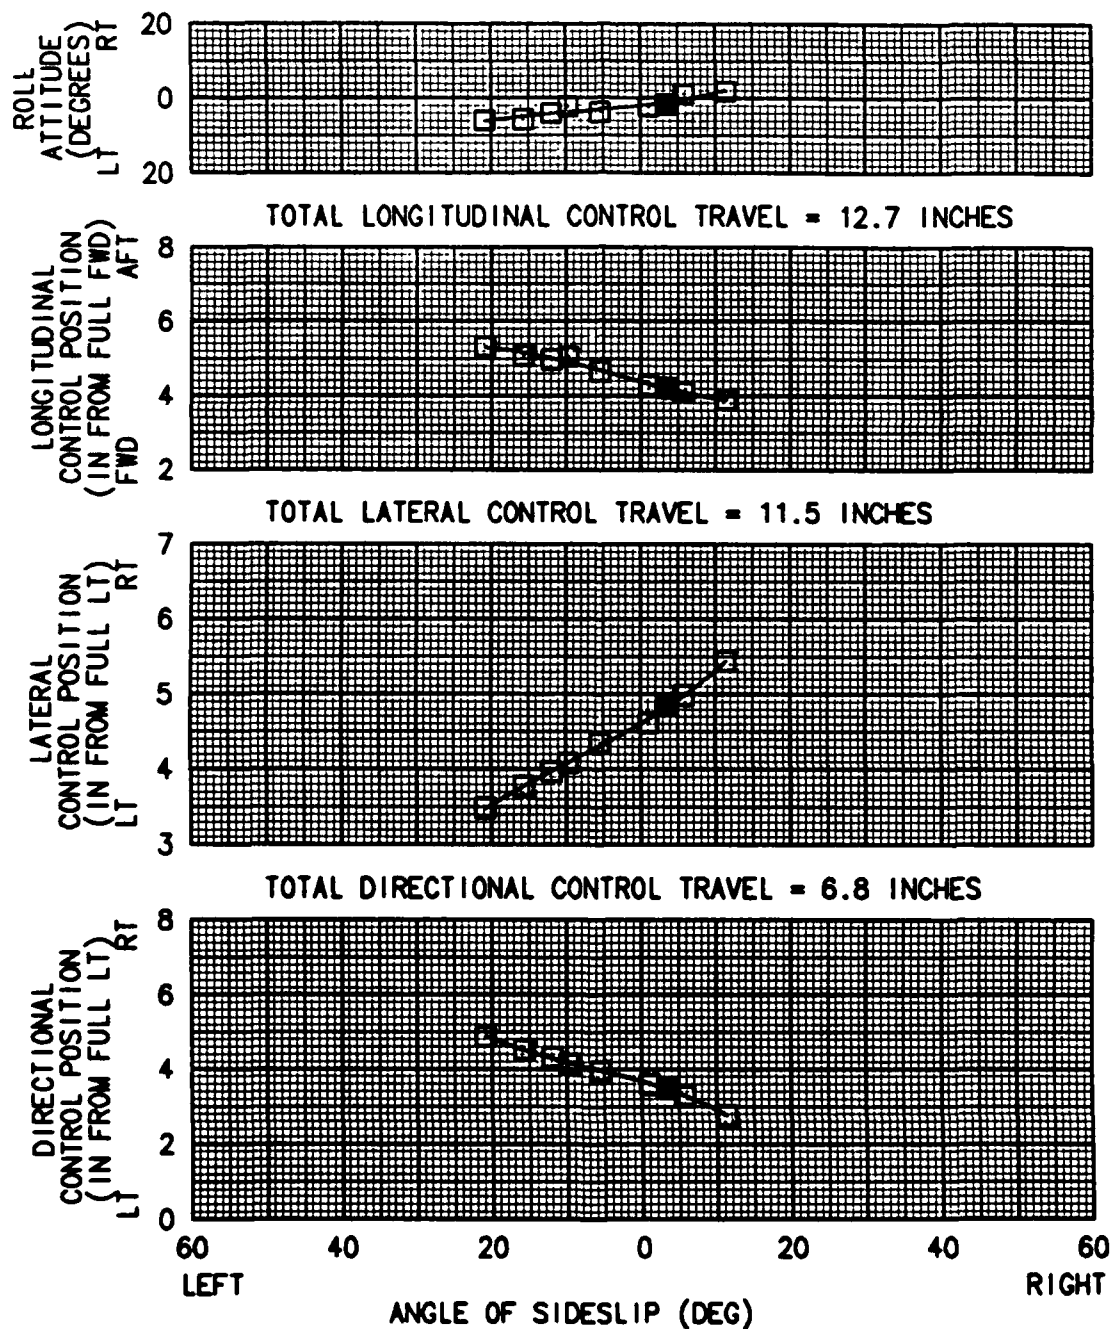 ROLL
ATTITUDE
(DEGREES)
LT RT
20
0
20
TOTAL LONGITUDINAL CONTROL TRAVEL = 12.7 INCHES
LONGITUDINAL
CONTROL POSITION
(IN FROM FULL FWD)
FWD AFT
8
6
4
2
TOTAL LATERAL CONTROL TRAVEL = 11.5 INCHES
LATERAL
CONTROL POSITION
(IN FROM FULL LT)
LT RT
7
6
5
4
3
TOTAL DIRECTIONAL CONTROL TRAVEL = 6.8 INCHES
DIRECTIONAL
CONTROL POSITION
(IN FROM FULL LT)
LT RT
8
6
4
2
0
60 40 20 0 20 40 60
LEFT RIGHT
ANGLE OF SIDESLIP (DEG)